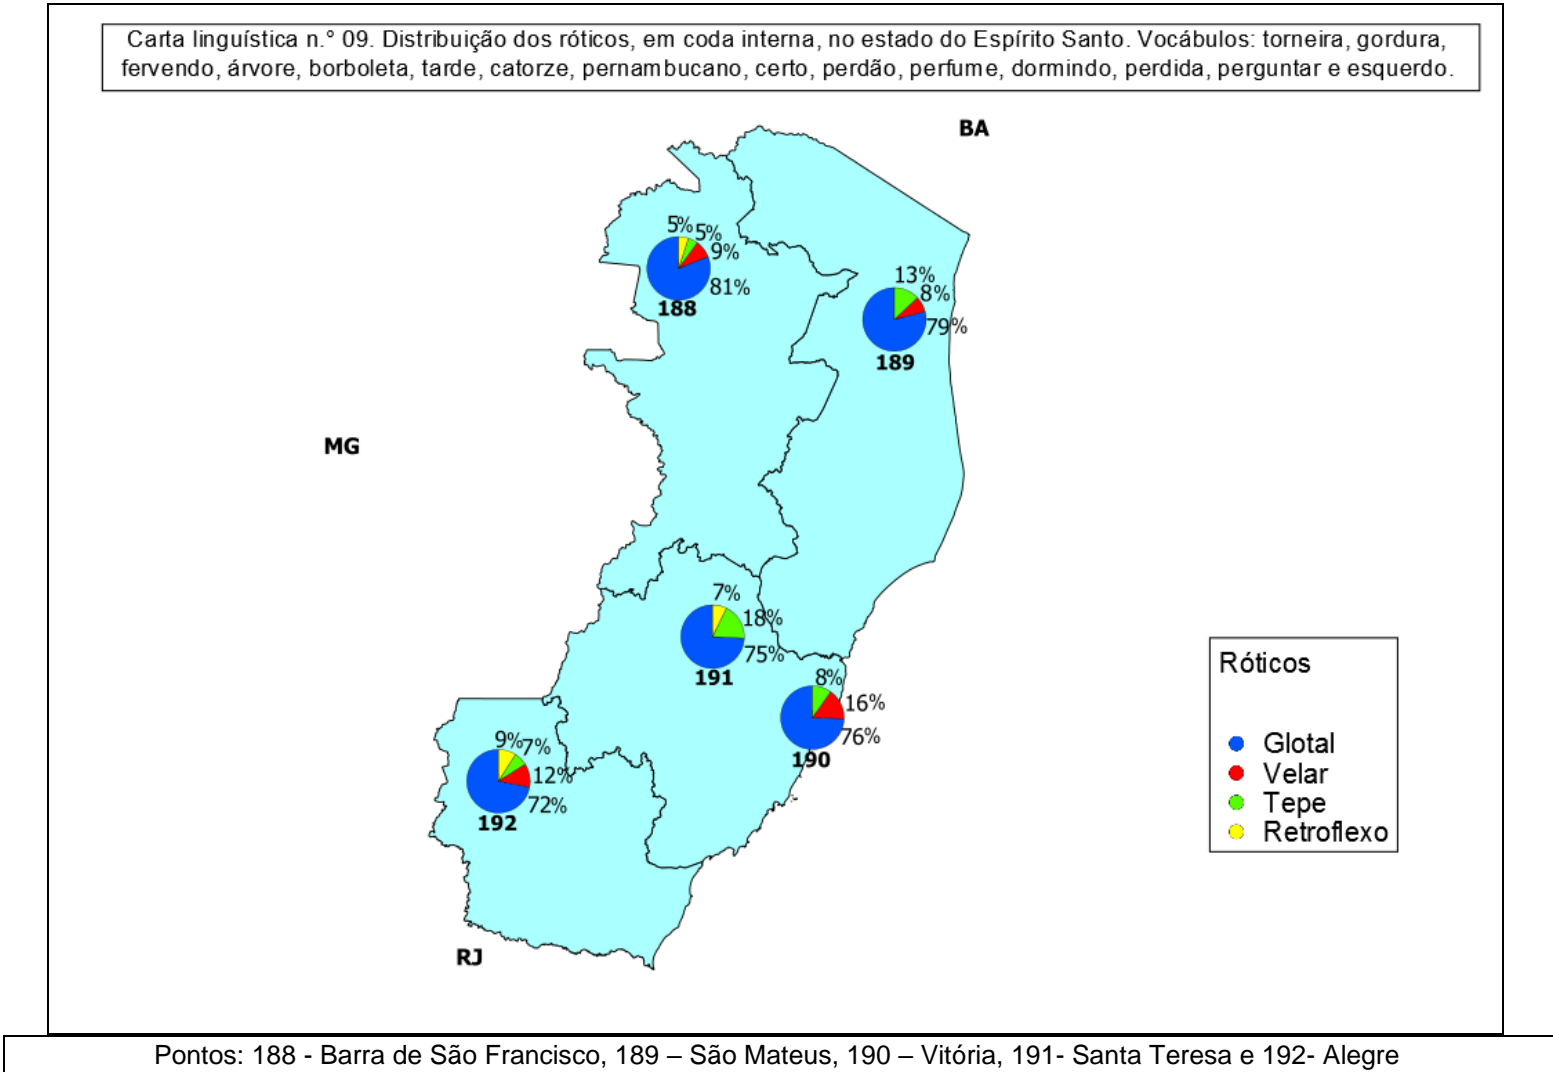 Carta linguística n.° 09. Distribuição dos róticos, em coda interna, no estado do Espírito Santo. Vocábulos: torneira, gordura,
fervendo, árvore, borboleta, tarde, catorze, pernambucano, certo, perdão, perfume, dormindo, perdida, perguntar e esquerdo.
BA
5%
5%
9%
81%
188
13%
8%
79%
189
MG
7%
18%
75%
191
8%
16%
76%
190
9%
7%
12%
72%
192
RJ
Róticos
Glotal
Velar
Tepe
Retroflexo
Pontos: 188 - Barra de São Francisco, 189 – São Mateus, 190 – Vitória, 191- Santa Teresa e 192- Alegre